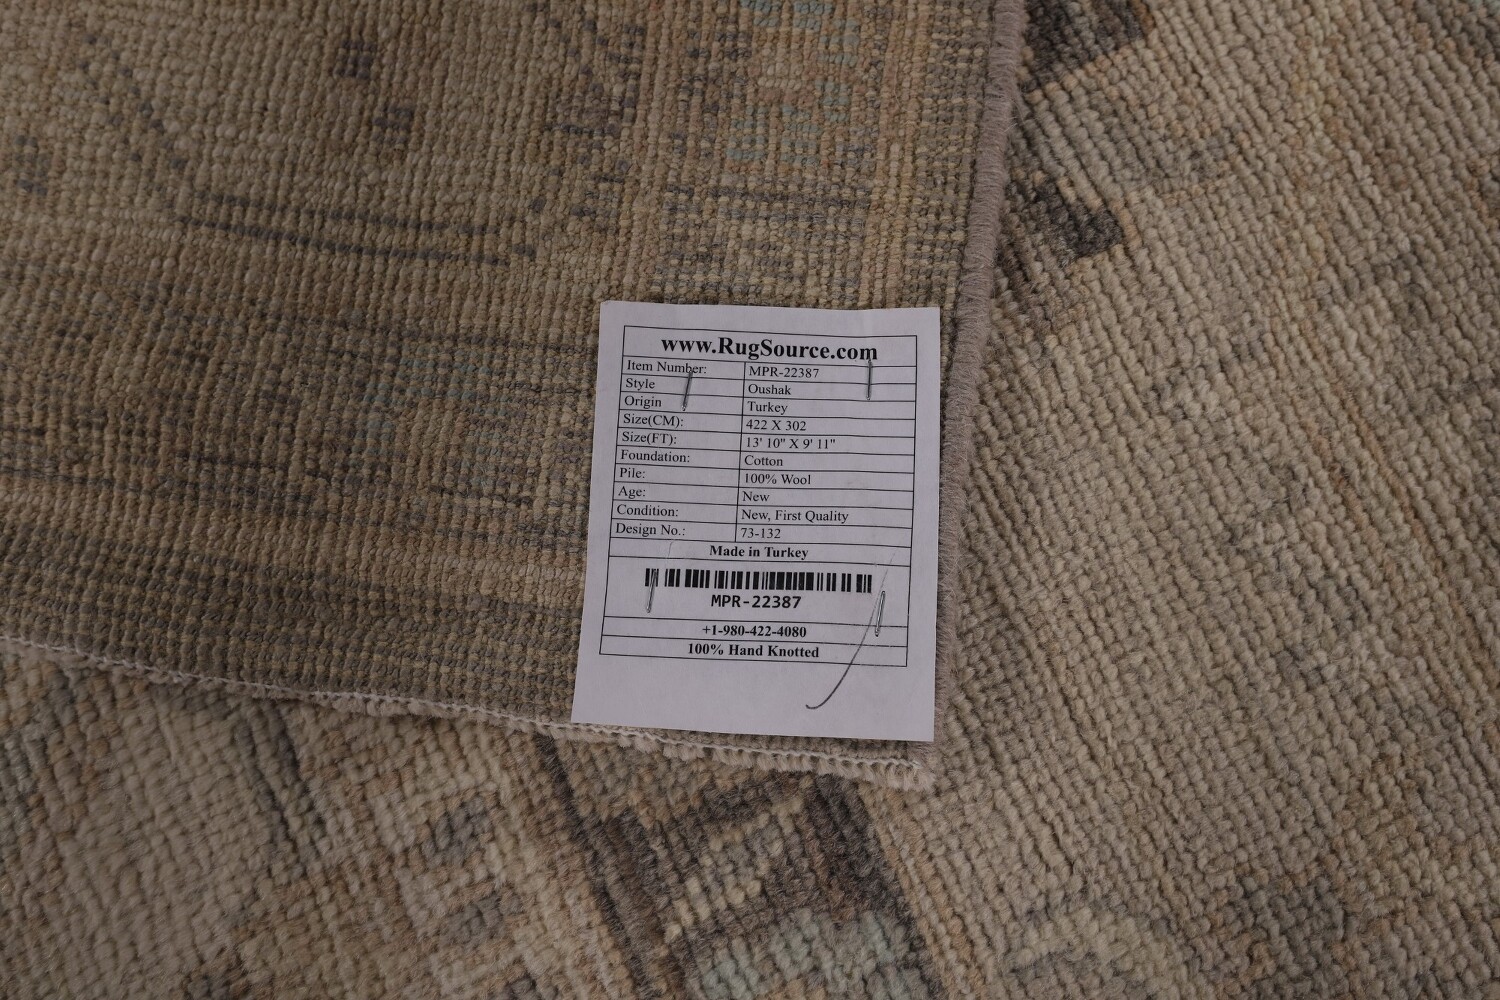 www.RugSource.com
Item Number: MPR-22387
Style Oushak
Origin Turkey
Size(CM): 422 X 302
Size(FT): 13' 10" X 9' 11"
Foundation: Cotton
Pile: 100% Wool
Age: New
Condition: New, First Quality
Design No.: 73-132
Made in Turkey
MPR-22387
+1-980-422-4080
100% Hand Knotted